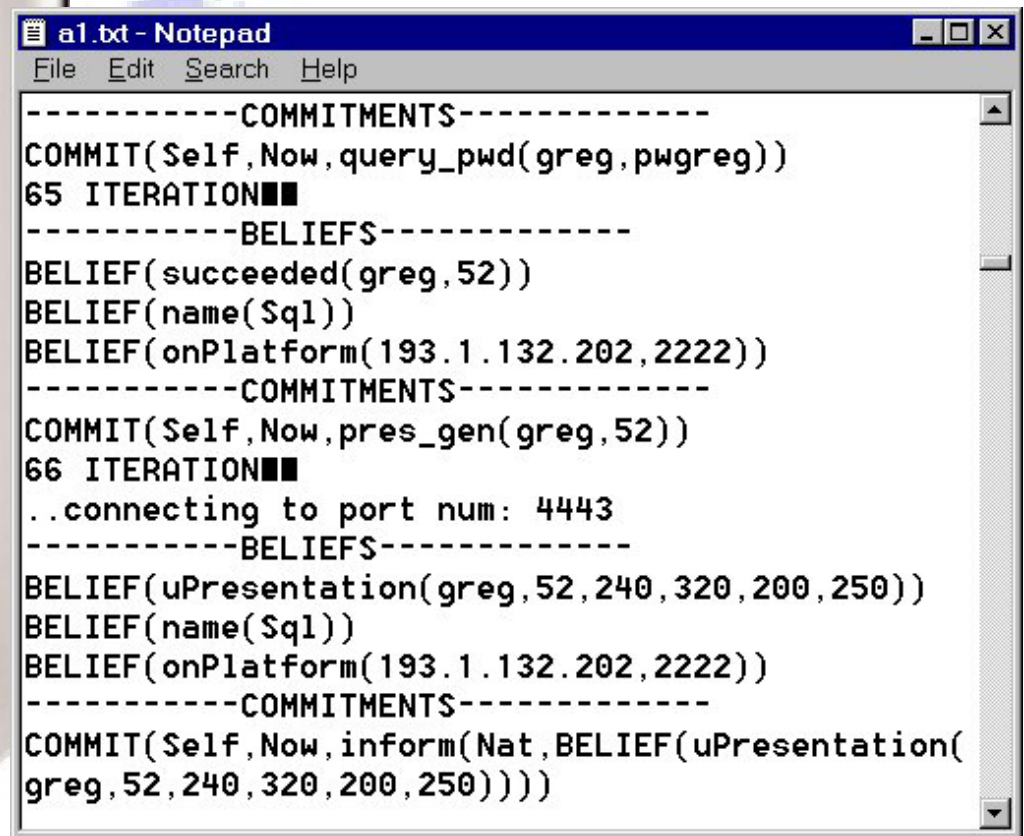 a1.txt - Notepad
File Edit Search Help
-----------COMMITMENTS-------------
COMMIT(Self,Now,query_pwd(greg,pwgreg))
65 ITERATION■■
-----------BELIEFS-------------
BELIEF(succeeded(greg,52))
BELIEF(name(Sql))
BELIEF(onPlatform(193.1.132.202,2222))
-----------COMMITMENTS-------------
COMMIT(Self,Now,pres_gen(greg,52))
66 ITERATION■■
..connecting to port num: 4443
-----------BELIEFS-------------
BELIEF(uPresentation(greg,52,240,320,200,250))
BELIEF(name(Sql))
BELIEF(onPlatform(193.1.132.202,2222))
-----------COMMITMENTS-------------
COMMIT(Self,Now,inform(Nat,BELIEF(uPresentation(
greg,52,240,320,200,250))))